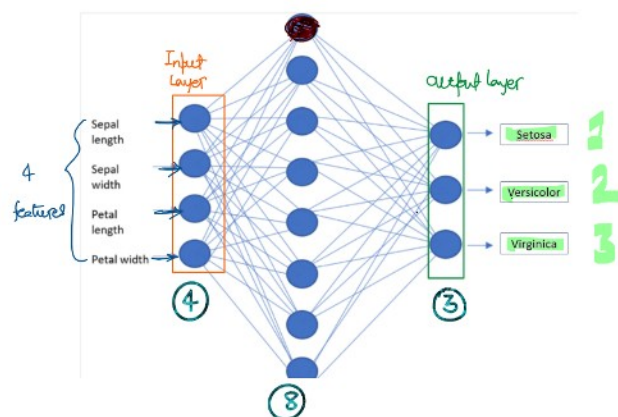 Input
Layer
Output layer
Sepal
length
Sepal
width
Petal
length
Petal width
4
features
Setosa
Versicolor
Virginica
1
2
3
4
3
8